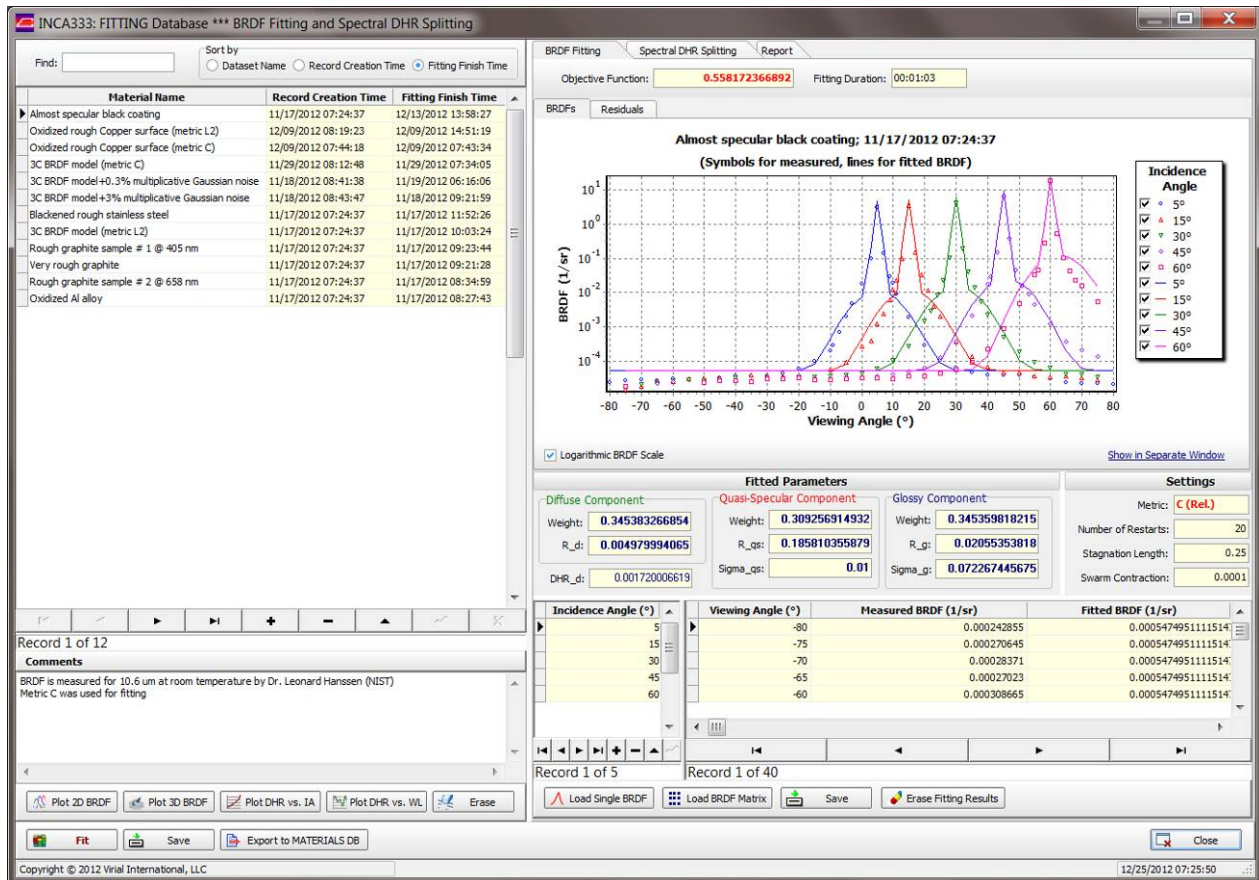 INCA333: FITTING Database *** BRDF Fitting and Spectral DHR Splitting
Find:
Sort by
Dataset Name Record Creation Time Fitting Finish Time
Material Name Record Creation Time Fitting Finish Time
Almost specular black coating 11/17/2012 07:24:37 12/13/2012 13:58:27
Oxidized rough Copper surface (metric L2) 12/09/2012 08:19:23 12/09/2012 14:51:19
Oxidized rough Copper surface (metric C) 12/09/2012 07:44:18 12/09/2012 07:43:34
3C BRDF model (metric C) 11/29/2012 08:12:48 11/29/2012 07:34:05
3C BRDF model+0.3% multiplicative Gaussian noise 11/18/2012 08:41:38 11/19/2012 06:16:06
3C BRDF model+3% multiplicative Gaussian noise 11/18/2012 08:43:47 11/18/2012 09:21:59
Blackened rough stainless steel 11/17/2012 07:24:37 11/17/2012 11:52:26
3C BRDF model (metric L2) 11/17/2012 07:24:37 11/17/2012 10:03:24
Rough graphite sample # 1 @ 405 nm 11/17/2012 07:24:37 11/17/2012 09:23:44
Very rough graphite 11/17/2012 07:24:37 11/17/2012 09:21:28
Rough graphite sample # 2 @ 658 nm 11/17/2012 07:24:37 11/17/2012 08:34:59
Oxidized Al alloy 11/17/2012 07:24:37 11/17/2012 08:27:43
Record 1 of 12
Comments
BRDF is measured for 10.6 um at room temperature by Dr. Leonard Hanssen (NIST)
Metric C was used for fitting
Plot 2D BRDF Plot 3D BRDF Plot DHR vs. IA Plot DHR vs. WL Erase
Fit Save Export to MATERIALS DB
BRDF Fitting Spectral DHR Splitting Report
Objective Function: 0.558172366892 Fitting Duration: 00:01:03
BRDFs Residuals
Almost specular black coating; 11/17/2012 07:24:37
(Symbols for measured, lines for fitted BRDF)
BRDF (1/sr)
10¹
10⁰
10⁻¹
10⁻²
10⁻³
10⁻⁴
-80 -70 -60 -50 -40 -30 -20 -10 0 10 20 30 40 50 60 70 80
Viewing Angle (°)
Incidence
Angle
5º
15º
30º
45º
60º
5º
15º
30º
45º
60º
Logarithmic BRDF Scale Show in Separate Window
Fitted Parameters
Diffuse Component
Weight: 0.345383266854
R_d: 0.004979994065
DHR_d: 0.001720006619
Quasi-Specular Component
Weight: 0.309256914932
R_qs: 0.185810355879
Sigma_qs: 0.01
Glossy Component
Weight: 0.345359818215
R_g: 0.02055353818
Sigma_g: 0.072267445675
Settings
Metric: C (Rel.)
Number of Restarts: 20
Stagnation Length: 0.25
Swarm Contraction: 0.0001
Incidence Angle (°)
5
15
30
45
60
Record 1 of 5
Viewing Angle (°) Measured BRDF (1/sr) Fitted BRDF (1/sr)
-80 0.000242855 0.000547495111151
-75 0.000270645 0.000547495111151
-70 0.00028371 0.000547495111151
-65 0.00027023 0.000547495111151
-60 0.000308665 0.000547495111151
Record 1 of 40
Load Single BRDF Load BRDF Matrix Save Erase Fitting Results
Close
Copyright © 2012 Virial International, LLC 12/25/2012 07:25:50